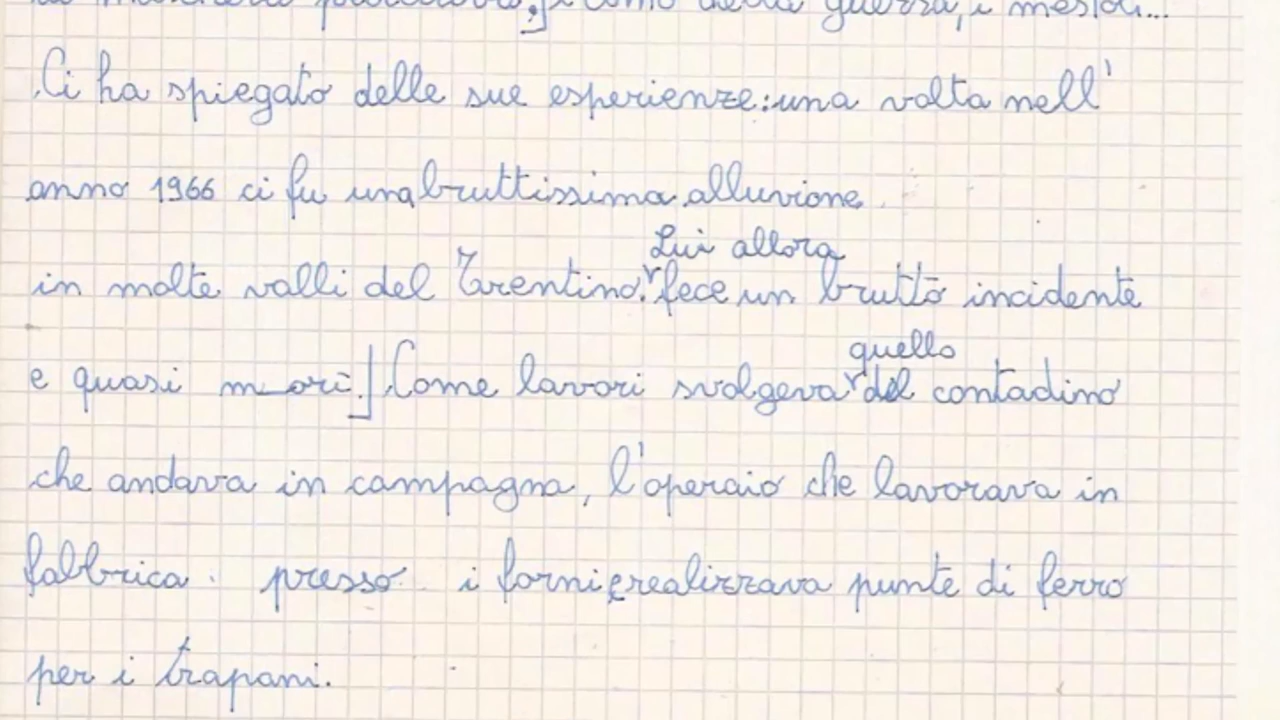 guerra, i mestoli...
Ci ha spiegato delle sue esperienze: una volta nell'
anno 1966 ci fu una bruttissima alluvione
in molte valli del Trentino. Lui allora fece un brutto incidente
e quasi morì. Come lavori svolgeva quello del contadino
che andava in campagna, l'operaio che lavorava in
fabbrica presso i forni e realizzava punte di ferro
per i trapani.